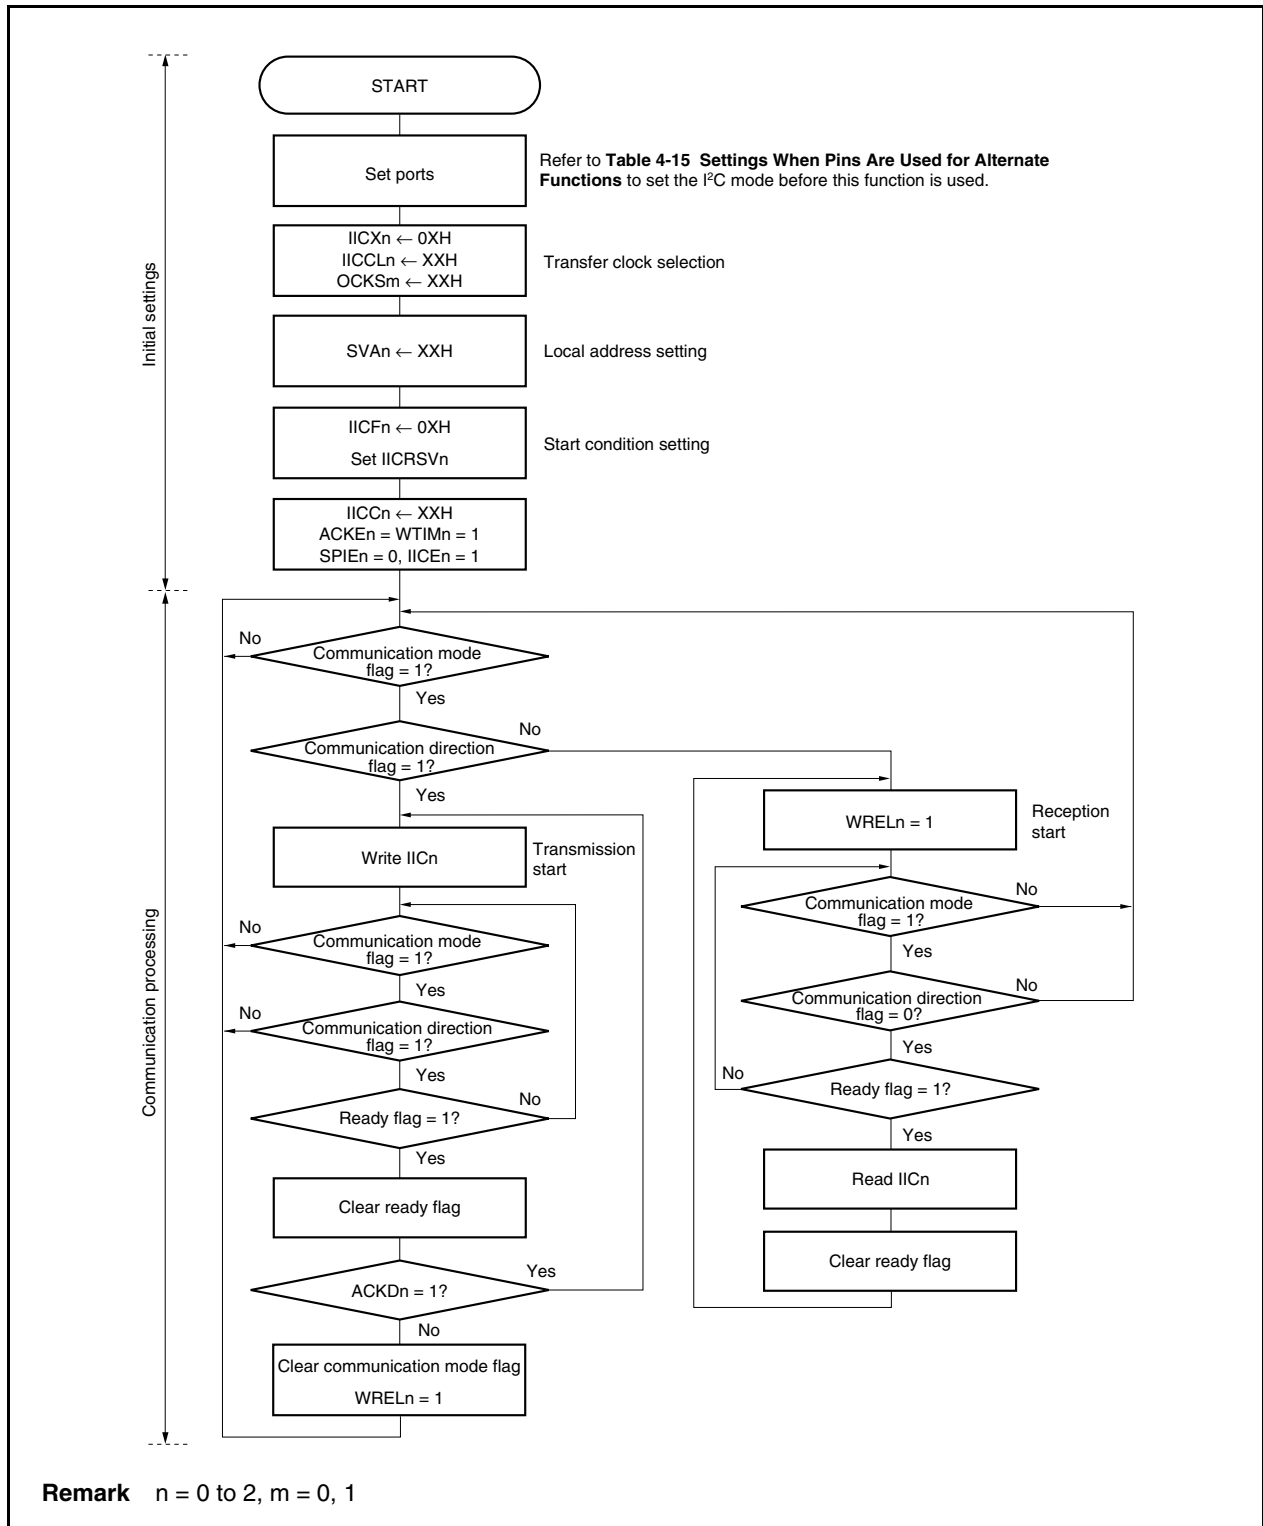 START
Set ports
Refer to Table 4-15 Settings When Pins Are Used for Alternate
Functions to set the I²C mode before this function is used.
IICXn ← 0XH
IICCLn ← XXH
OCKSm ← XXH
Transfer clock selection
Initial settings
SVAn ← XXH
Local address setting
IICFn ← 0XH
Set IICRSVn
Start condition setting
IICCn ← XXH
ACKEn = WTIMn = 1
SPIEn = 0, IICEn = 1
No
Communication mode
flag = 1?
Yes
No
Communication direction
flag = 1?
Yes
Write IICn
Transmission
start
Communication processing
No
Communication mode
flag = 1?
Yes
No
Communication direction
flag = 1?
Yes
No
Ready flag = 1?
Yes
Clear ready flag
Yes
ACKDn = 1?
No
Clear communication mode flag
WRELn = 1
WRELn = 1
Reception
start
No
Communication mode
flag = 1?
Yes
No
Communication direction
flag = 0?
Yes
No
Ready flag = 1?
Yes
Read IICn
Clear ready flag
Remark n = 0 to 2, m = 0, 1